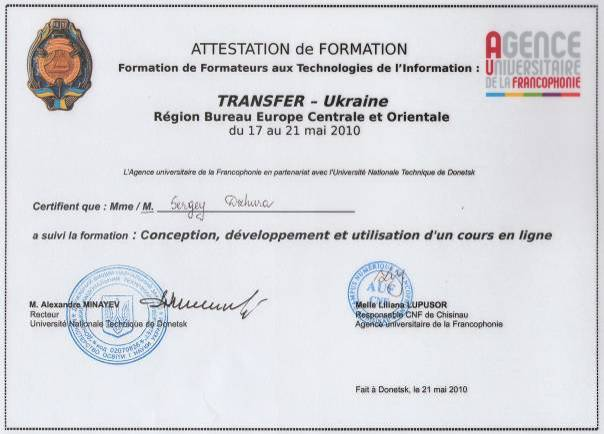 ATTESTATION de FORMATION
Formation de Formateurs aux Technologies de l'Information :
AGENCE
UNIVERSITAIRE
DE LA FRANCOPHONIE
TRANSFER – Ukraine
Région Bureau Europe Centrale et Orientale
du 17 au 21 mai 2010
L'Agence universitaire de la Francophonie en partenariat avec l'Université Nationale Technique de Donetsk
Certifient que : Mme / M. Sergey Dzhura
a suivi la formation : Conception, développement et utilisation d'un cours en ligne
M. Alexandre MINAYEV
Recteur
Université Nationale Technique de Donetsk
02070826
AUF
Melle Liliana LUPUSOR
Responsable CNF de Chisinau
Agence universitaire de la Francophonie
Fait à Donetsk, le 21 mai 2010